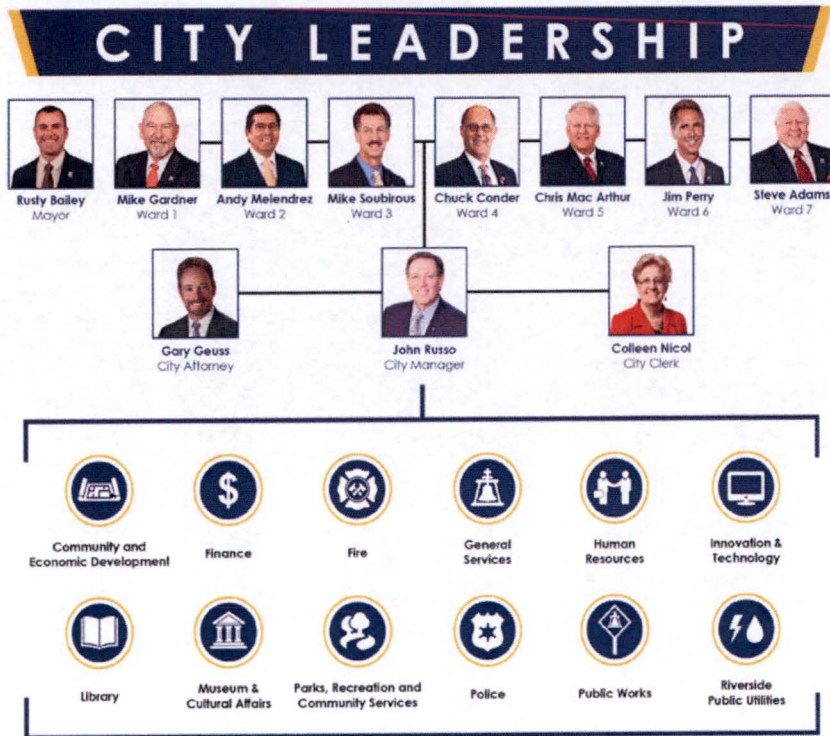 CITY LEADERSHIP
Rusty Bailey
Mayor
Mike Gardner
Ward 1
Andy Melendrez
Ward 2
Mike Soubirous
Ward 3
Chuck Conder
Ward 4
Chris Mac Arthur
Ward 5
Jim Perry
Ward 6
Steve Adams
Ward 7
Gary Geuss
City Attorney
John Russo
City Manager
Colleen Nicol
City Clerk
$
Community and
Economic Development
Finance
Fire
General
Services
Human
Resources
Innovation &
Technology
Library
Museum &
Cultural Affairs
Parks, Recreation and
Community Services
Police
Public Works
Riverside
Public Utilities